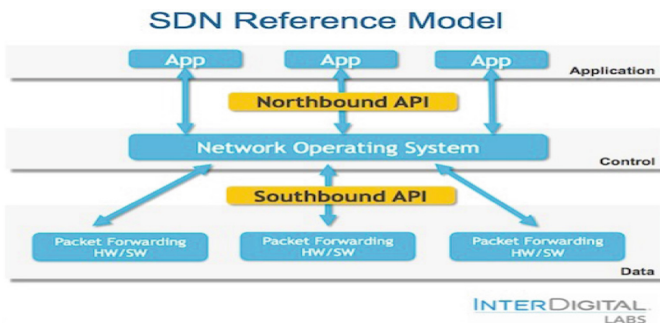 SDN Reference Model
App App App
Application
Northbound API
Network Operating System
Control
Southbound API
Packet Forwarding Packet Forwarding Packet Forwarding
HW/SW HW/SW HW/SW
Data
INTERDIGITAL.
LABS